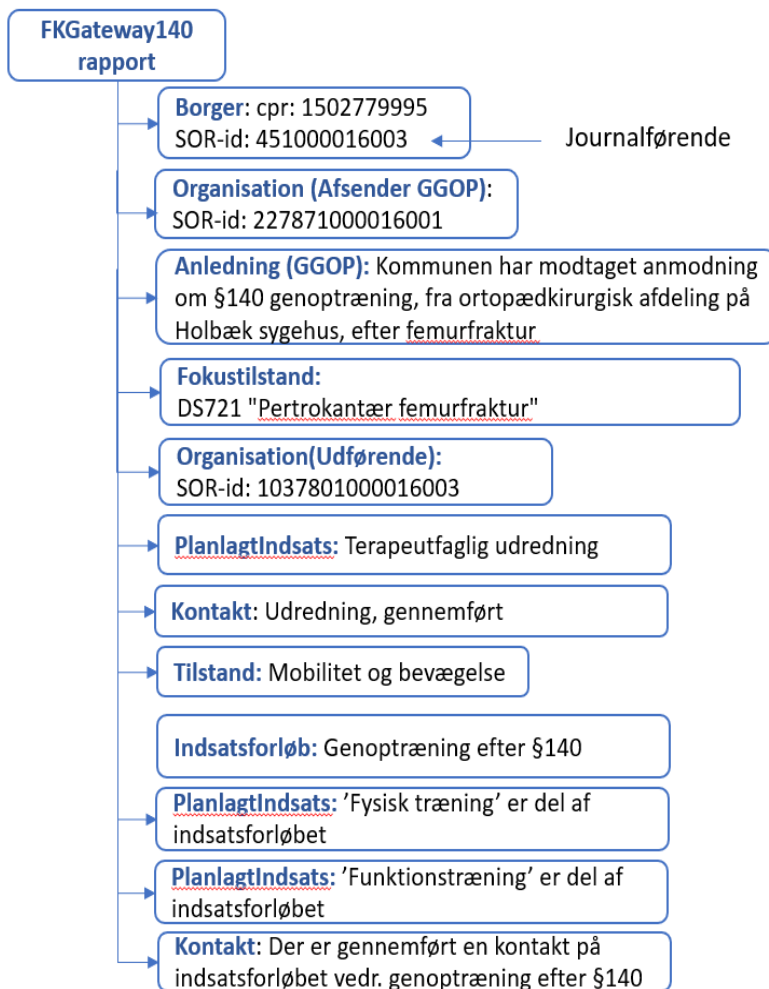 FKGateway140
rapport
Borger: cpr: 1502779995
SOR-id: 451000016003
Journalførende
Organisation (Afsender GGOP):
SOR-id: 227871000016001
Anledning (GGOP): Kommunen har modtaget anmodning
om §140 genoptræning, fra ortopædkirurgisk afdeling på
Holbæk sygehus, efter femurfraktur
Fokustilstand:
DS721 "Pertrokantær femurfraktur"
Organisation(Udførende):
SOR-id: 1037801000016003
PlanlagtIndsats: Terapeutfaglig udredning
Kontakt: Udredning, gennemført
Tilstand: Mobilitet og bevægelse
Indsatsforløb: Genoptræning efter §140
PlanlagtIndsats: ’Fysisk træning’ er del af
indsatsforløbet
PlanlagtIndsats: ’Funktionstræning’ er del af
indsatsforløbet
Kontakt: Der er gennemført en kontakt på
indsatsforløbet vedr. genoptræning efter §140